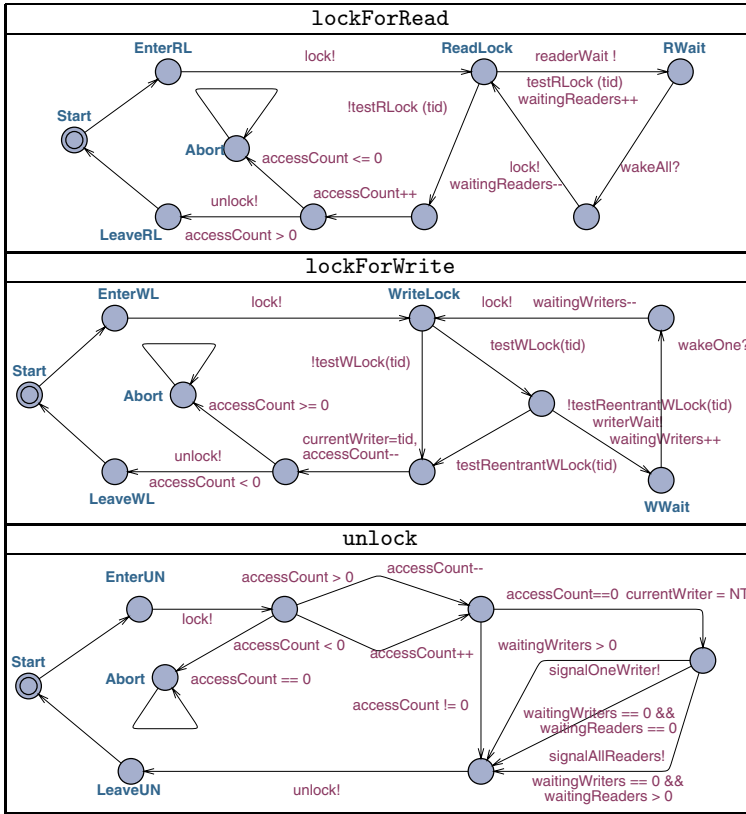 lockForRead
EnterRL
lock!
ReadLock
readerWait !
RWait
testRLock (tid)
waitingReaders++
!testRLock (tid)
Start
Abort
accessCount <= 0
lock!
waitingReaders--
wakeAll?
accessCount++
unlock!
LeaveRL
accessCount > 0
lockForWrite
EnterWL
lock!
WriteLock
lock! waitingWriters--
testWLock(tid)
wakeOne?
!testWLock(tid)
Start
Abort
accessCount >= 0
!testReentrantWLock(tid)
writerWait!
waitingWriters++
currentWriter=tid,
accessCount--
unlock!
testReentrantWLock(tid)
LeaveWL
accessCount < 0
WWait
unlock
EnterUN
accessCount > 0
accessCount--
accessCount==0 currentWriter = NT
lock!
accessCount < 0
accessCount++
waitingWriters > 0
Start
Abort
accessCount == 0
signalOneWriter!
accessCount != 0
waitingWriters == 0 &&
waitingReaders == 0
signalAllReaders!
LeaveUN
unlock!
waitingWriters == 0 &&
waitingReaders > 0